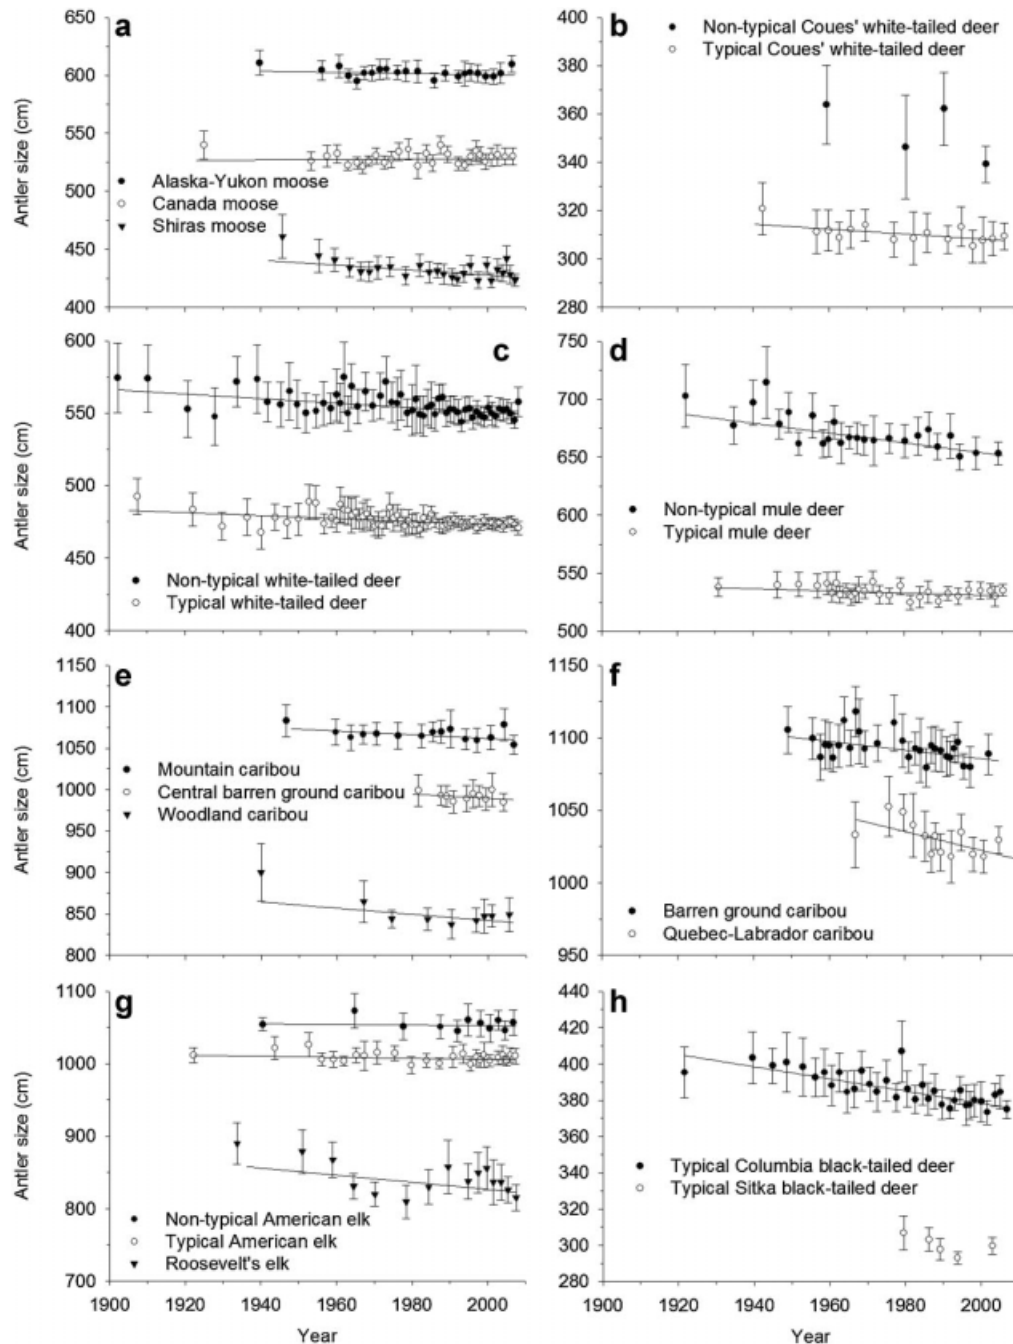 a
650
600
550
500
450
400
Antler size (cm)
Alaska-Yukon moose
Canada moose
Shiras moose
b
400
380
360
340
320
300
280
Non-typical Coues' white-tailed deer
Typical Coues' white-tailed deer
c
600
550
500
450
400
Antler size (cm)
Non-typical white-tailed deer
Typical white-tailed deer
d
750
700
650
600
550
500
Non-typical mule deer
Typical mule deer
e
1150
1100
1050
1000
950
900
850
800
Antler size (cm)
Mountain caribou
Central barren ground caribou
Woodland caribou
f
1150
1100
1050
1000
950
Barren ground caribou
Quebec-Labrador caribou
1900 1920 1940 1960 1980 2000
g
1100
1000
900
800
700
Antler size (cm)
Non-typical American elk
Typical American elk
Roosevelt's elk
1900 1920 1940 1960 1980 2000
Year
h
440
420
400
380
360
340
320
300
280
Typical Columbia black-tailed deer
Typical Sitka black-tailed deer
1900 1920 1940 1960 1980 2000
Year